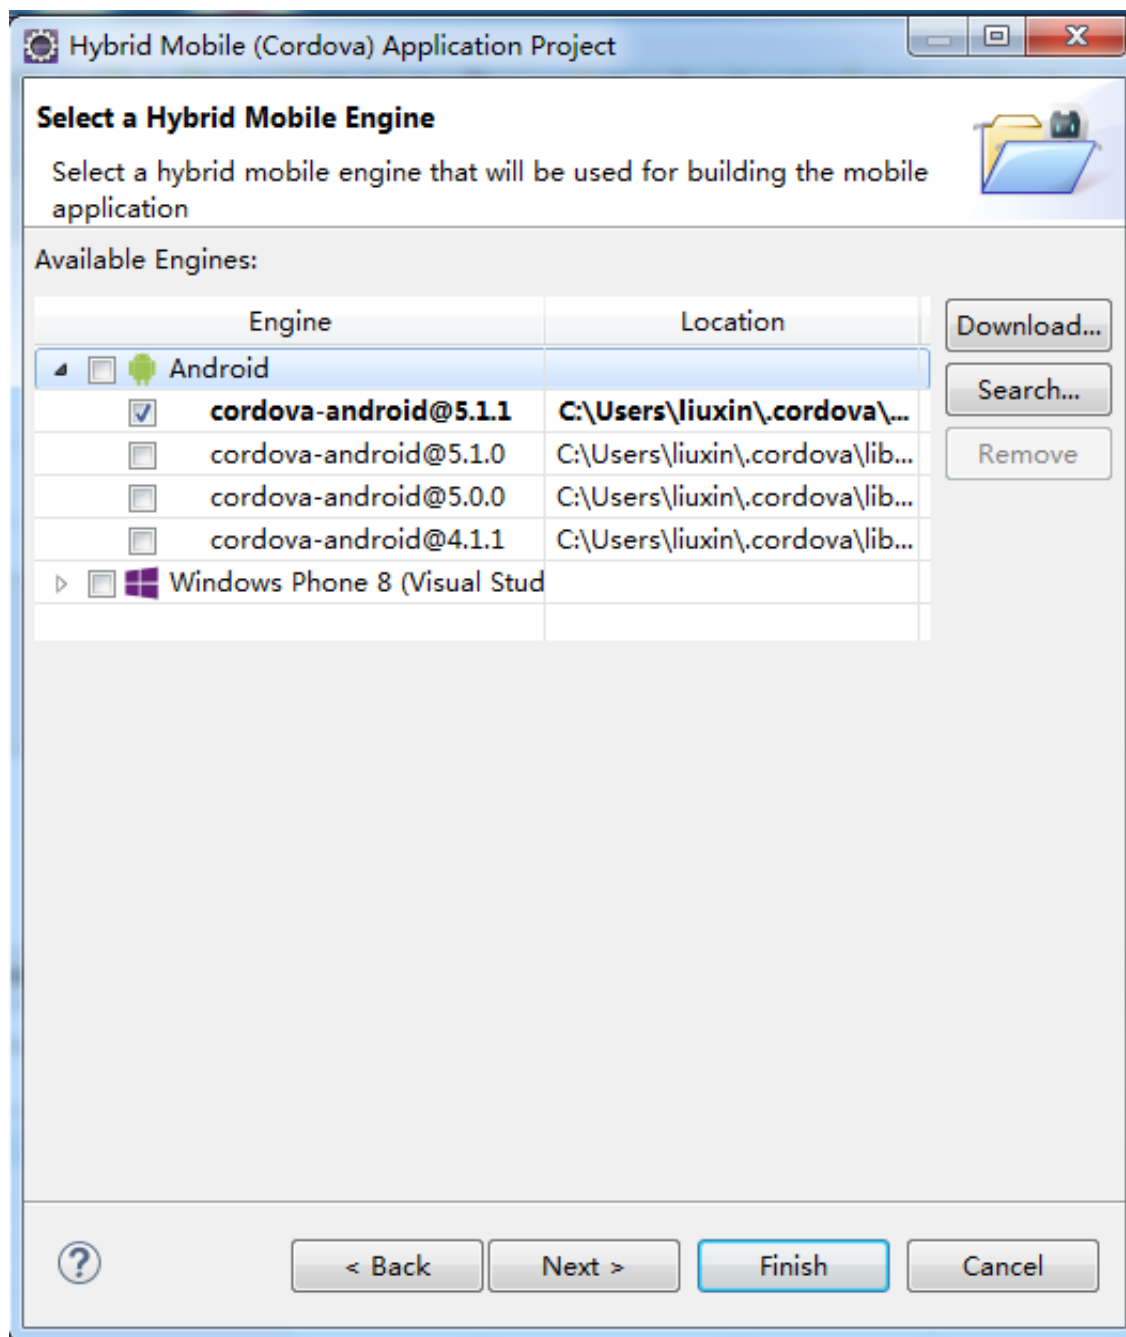 Hybrid Mobile (Cordova) Application Project
Select a Hybrid Mobile Engine
Select a hybrid mobile engine that will be used for building the mobile
application
Available Engines:
Engine Location
Download...
Android
Search...
cordova-android@5.1.1 C:\Users\liuxin\.cordova\...
cordova-android@5.1.0 C:\Users\liuxin\.cordova\lib...
Remove
cordova-android@5.0.0 C:\Users\liuxin\.cordova\lib...
cordova-android@4.1.1 C:\Users\liuxin\.cordova\lib...
Windows Phone 8 (Visual Stud
? < Back Next > Finish Cancel